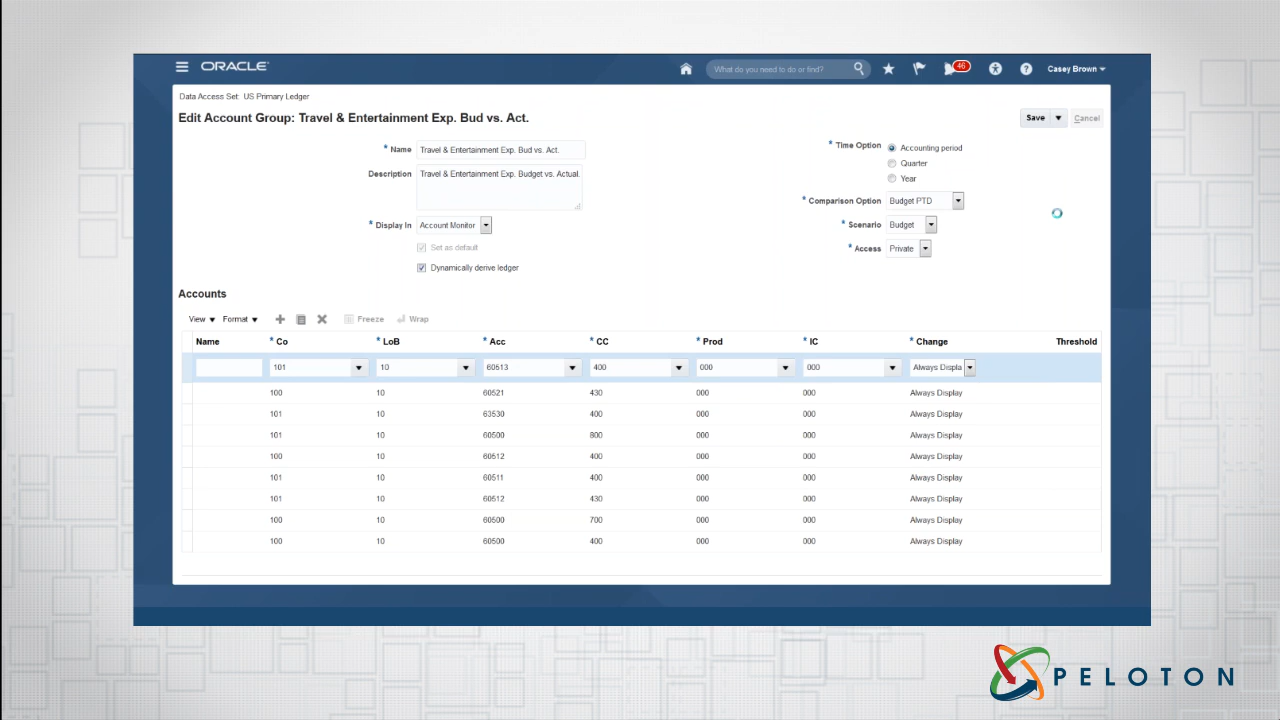 ORACLE
What do you need to do or find?
46
Casey Brown
Data Access Set: US Primary Ledger
Edit Account Group: Travel & Entertainment Exp. Bud vs. Act.
Save
Cancel
* Name Travel & Entertainment Exp. Bud vs. Act.
Description Travel & Entertainment Exp. Budget vs. Actual.
* Display In Account Monitor
Set as default
Dynamically derive ledger
* Time Option Accounting period
Quarter
Year
* Comparison Option Budget PTD
* Scenario Budget
* Access Private
Accounts
View Format Freeze Wrap
Name * Co * LoB * Acc * CC * Prod * IC * Change Threshold
101 10 60513 400 000 000 Always Displa
100 10 60521 430 000 000 Always Display
101 10 63530 400 000 000 Always Display
101 10 60500 800 000 000 Always Display
100 10 60512 400 000 000 Always Display
101 10 60511 400 000 000 Always Display
101 10 60512 430 000 000 Always Display
100 10 60500 700 000 000 Always Display
100 10 60500 400 000 000 Always Display
PELOTON